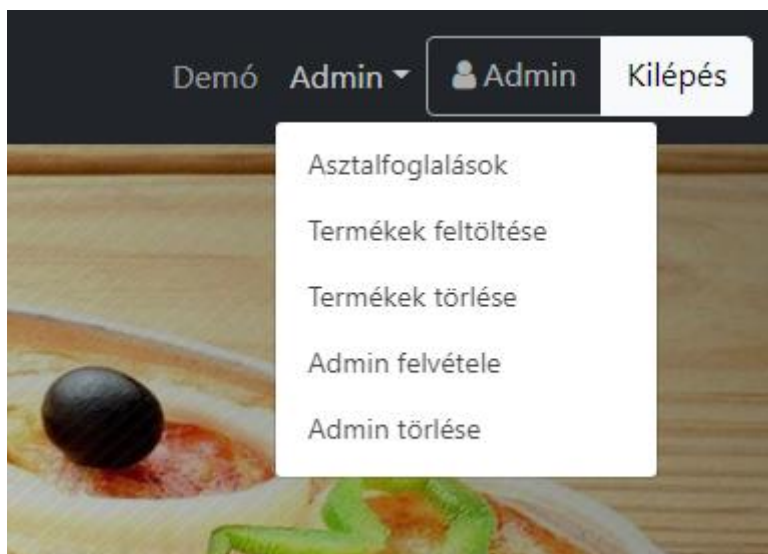 Demó Admin Admin Kilépés
Asztalfoglalások
Termékek feltöltése
Termékek törlése
Admin felvétele
Admin törlése